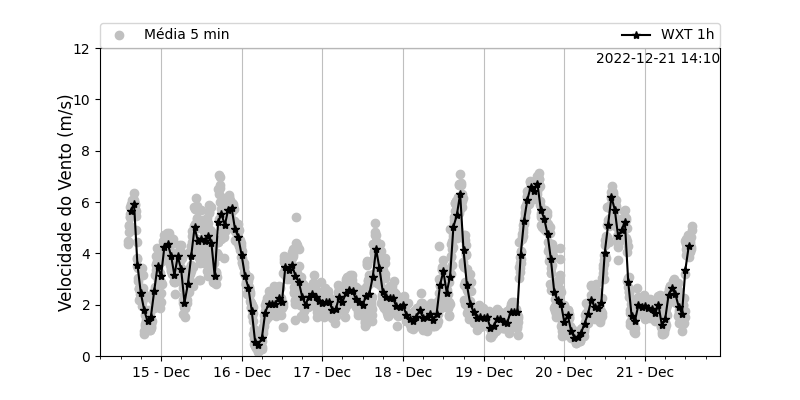 Média 5 min
WXT 1h
2022-12-21 14:10
Velocidade do Vento (m/s)
12
10
8
6
4
2
0
15 - Dec
16 - Dec
17 - Dec
18 - Dec
19 - Dec
20 - Dec
21 - Dec